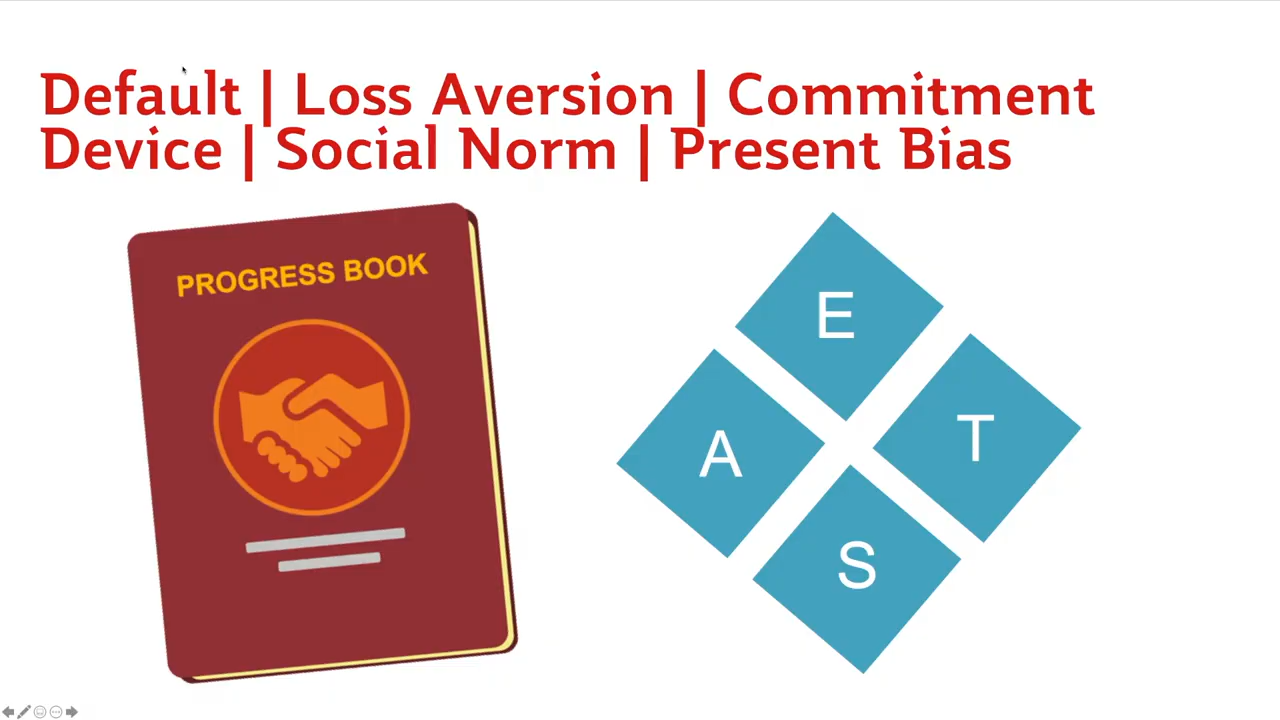 Default | Loss Aversion | Commitment
Device | Social Norm | Present Bias
PROGRESS BOOK
E
A
T
S